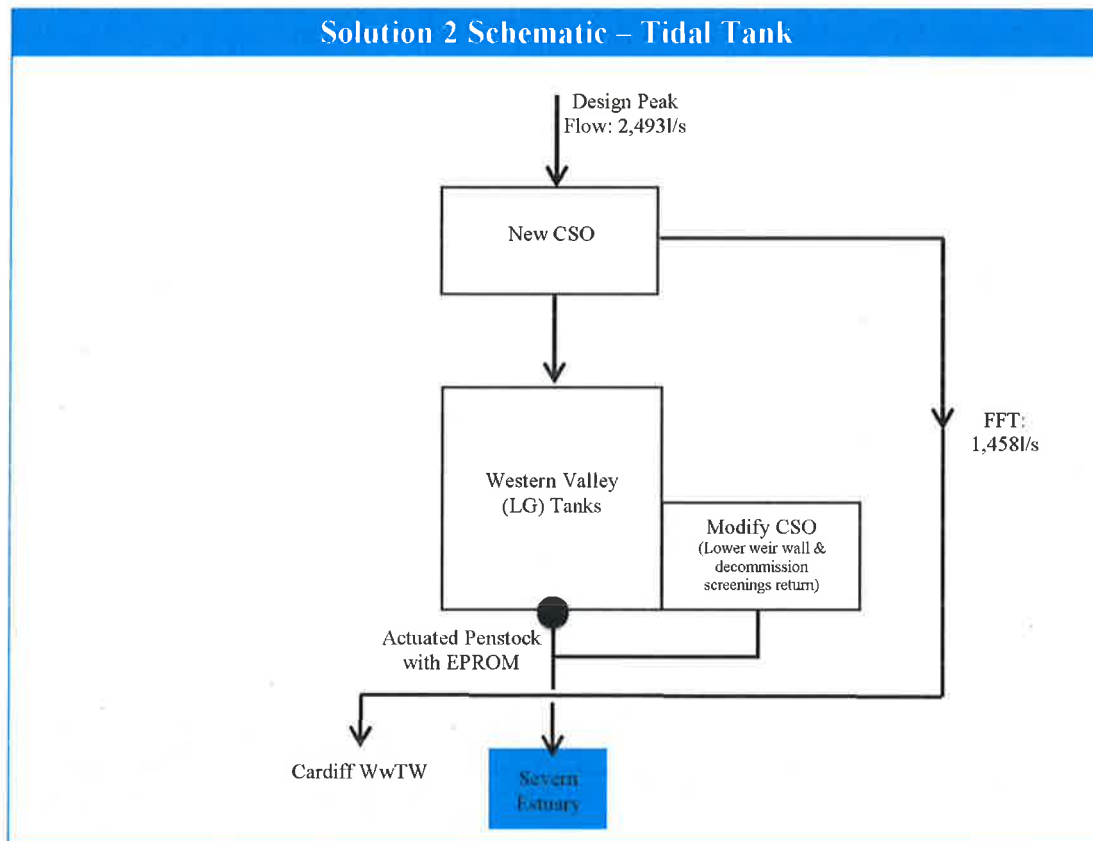 Solution 2 Schematic – Tidal Tank
Design Peak
Flow: 2,493l/s
New CSO
FFT:
1,458l/s
Western Valley
(LG) Tanks
Modify CSO
(Lower weir wall &
decommission
screenings return)
Actuated Penstock
with EPROM
Cardiff WwTW
Severn
Estuary